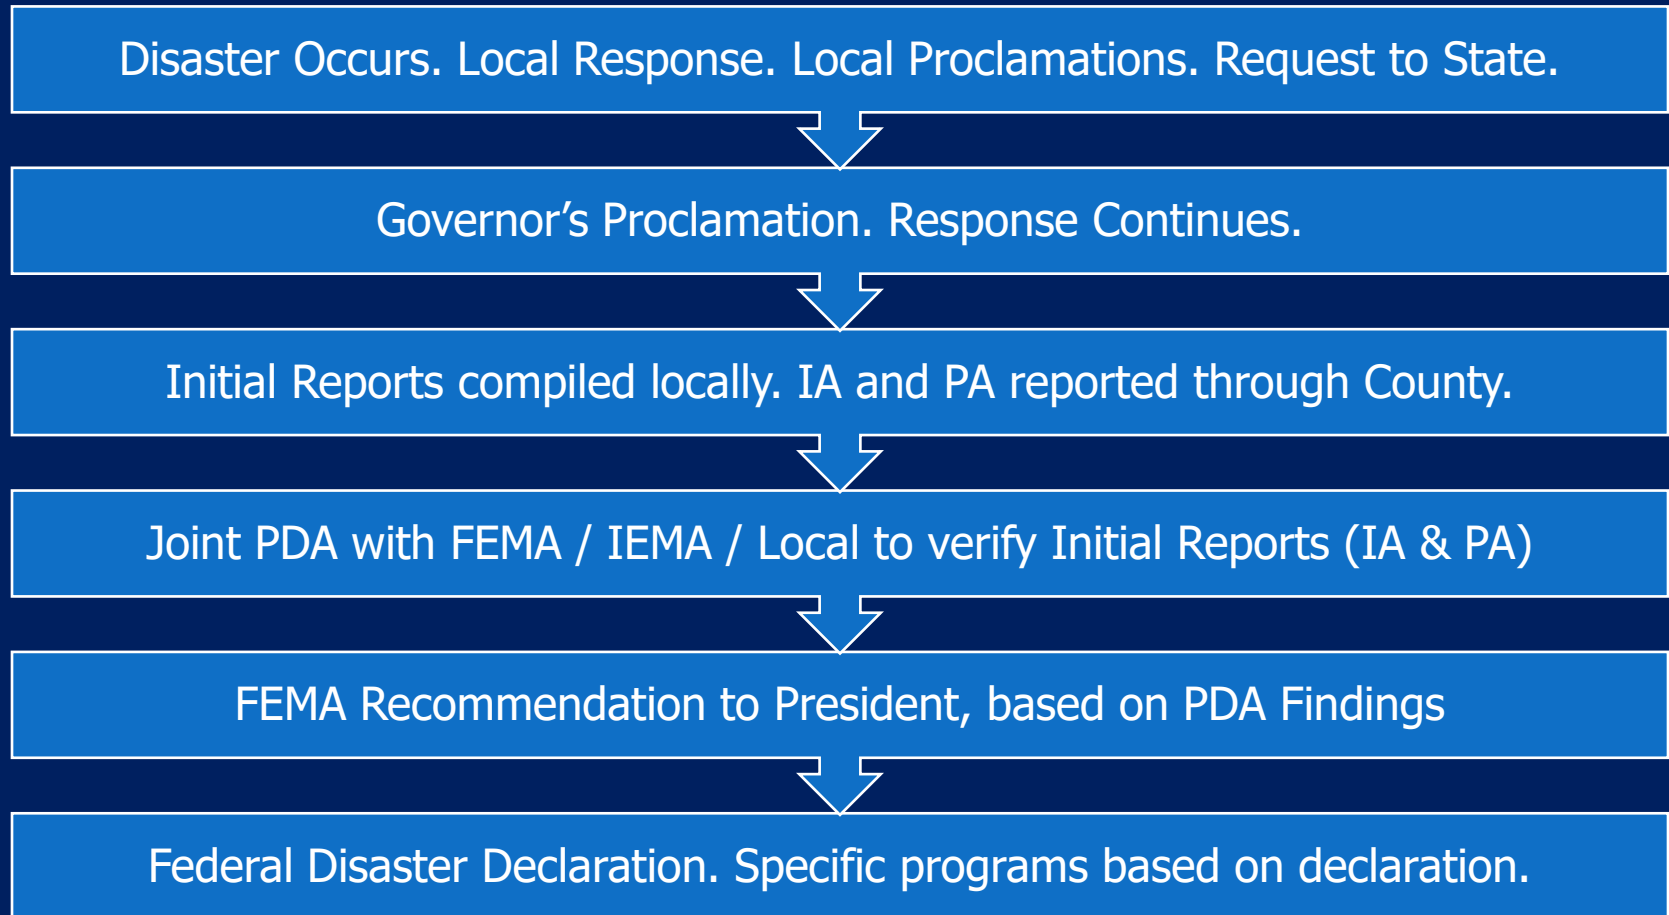 Disaster Occurs. Local Response. Local Proclamations. Request to State.
Governor’s Proclamation. Response Continues.
Initial Reports compiled locally. IA and PA reported through County.
Joint PDA with FEMA / IEMA / Local to verify Initial Reports (IA & PA)
FEMA Recommendation to President, based on PDA Findings
Federal Disaster Declaration. Specific programs based on declaration.